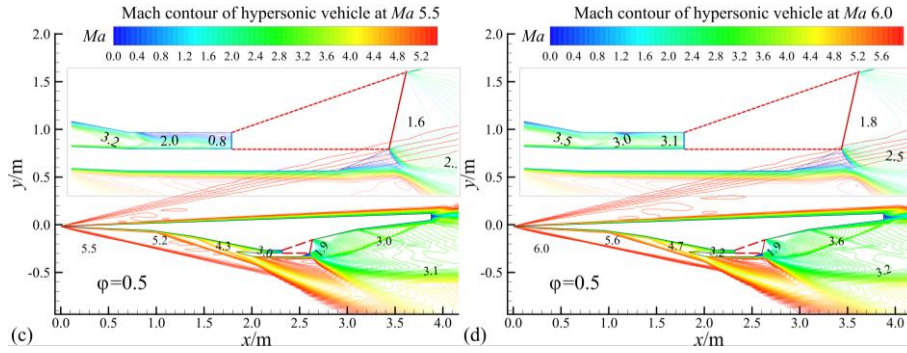 Mach contour of hypersonic vehicle at Ma 5.5
Ma
0.0 0.4 1.2 1.6 2.0 2.4 2.8 3.2 3.6 4.0 4.4 4.8 5.2
2.0
1.5
1.0
0.5
0.0
-0.5
y/m
3.2 2.0 0.8
1.6
2..
5.5 5.2 4.3 3.0 1.9 3.0
3.1
φ=0.5
(c)
0.0 0.5 1.0 1.5 2.0 2.5 3.0 3.5 4.0
x/m
Mach contour of hypersonic vehicle at Ma 6.0
Ma
0.0 0.4 1.2 1.6 2.0 2.4 2.8 3.2 3.6 4.0 4.4 4.8 5.2 5.6
2.0
1.5
1.0
0.5
0.0
-0.5
y/m
3.5 3.0 3.1
1.8
2.5
6.0 5.6 4.7 3.2 1.9 3.6
3.2
φ=0.5
(d)
0.0 0.5 1.0 1.5 2.0 2.5 3.0 3.5 4.0
x/m